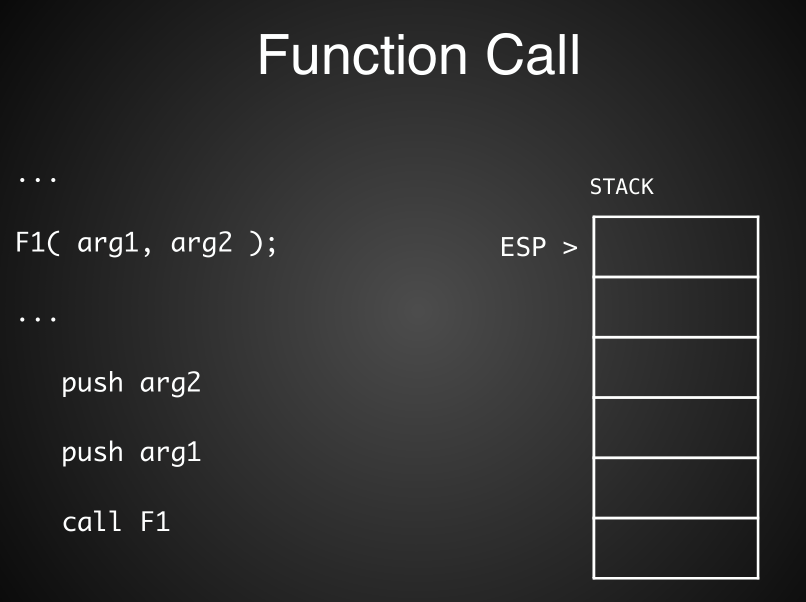 Function Call
...
F1( arg1, arg2 );
...
push arg2
push arg1
call F1
STACK
ESP >